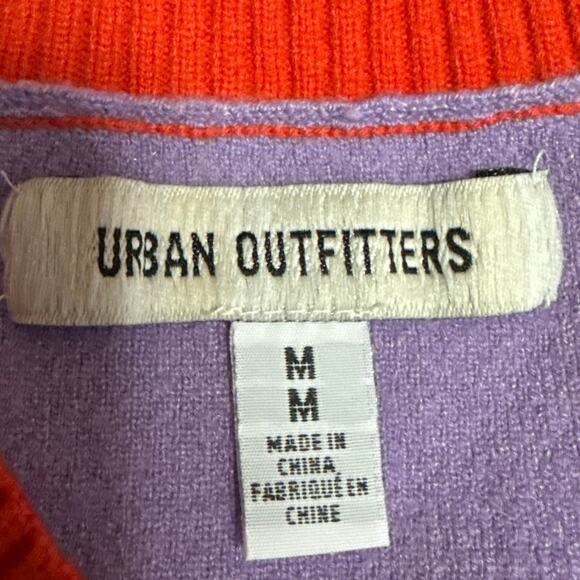 URBAN OUTFITTERS
M
M
MADE IN
CHINA
FABRIQUÉ EN
CHINE